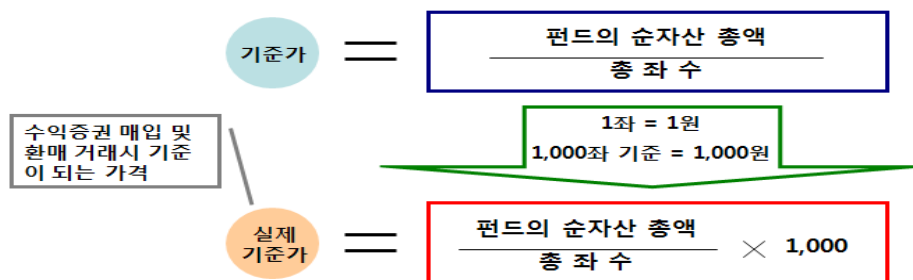 기준가
=
펀드의 순자산 총액
총 좌 수
1좌 = 1원
1,000좌 기준 = 1,000원
수익증권 매입 및
환매 거래시 기준
이 되는 가격
실제
기준가
=
펀드의 순자산 총액
총 좌 수
× 1,000